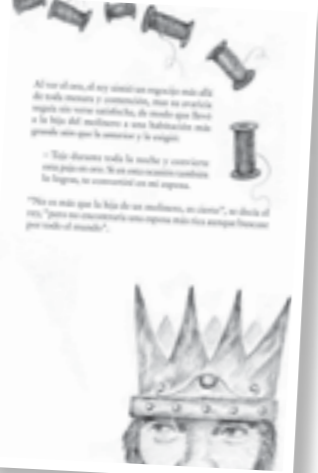 Al ver el oro, el rey sintió un regocijo más allá
de toda mesura y contención, mas su avaricia
seguía sin verse satisfecha, de modo que llevó
a la hija del molinero a una habitación más
grande aún que la anterior y le exigió:
– Teje durante toda la noche y convierte
esta paja en oro. Si en esta ocasión también
lo logras, te convertiré en mi esposa.
"No es más que la hija de un molinero, es cierto", se decía el
rey, "pero no encontraría una esposa más rica aunque buscase
por todo el mundo".